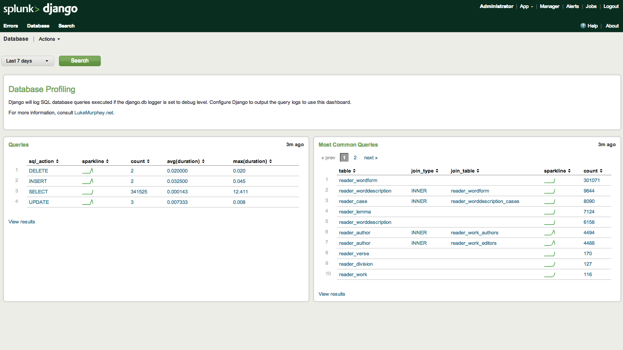 splunk> django
Administrator | App | Manager | Alerts | Jobs | Logout
Errors Database Search
Help | About
Database | Actions
Last 7 days Search
Database Profiling
Django will log SQL database queries executed if the django.db logger is set to debug level. Configure Django to output the query logs to use this dashboard.
For more information, consult LukeMurphey.net.
Queries 3m ago
sql_action sparkline count avg(duration) max(duration)
1 DELETE 2 0.020000 0.020
2 INSERT 2 0.032500 0.045
3 SELECT 341525 0.000143 12.411
4 UPDATE 3 0.007333 0.008
View results
Most Common Queries 3m ago
« prev 1 2 next »
table join_type join_table sparkline count
1 reader_wordform 301071
2 reader_worddescription INNER reader_wordform 9644
3 reader_case INNER reader_worddescription_cases 8090
4 reader_lemma 7124
5 reader_worddescription 6158
6 reader_author INNER reader_work_authors 4494
7 reader_author INNER reader_work_editors 4488
8 reader_verse 170
9 reader_division 127
10 reader_work 116
View results